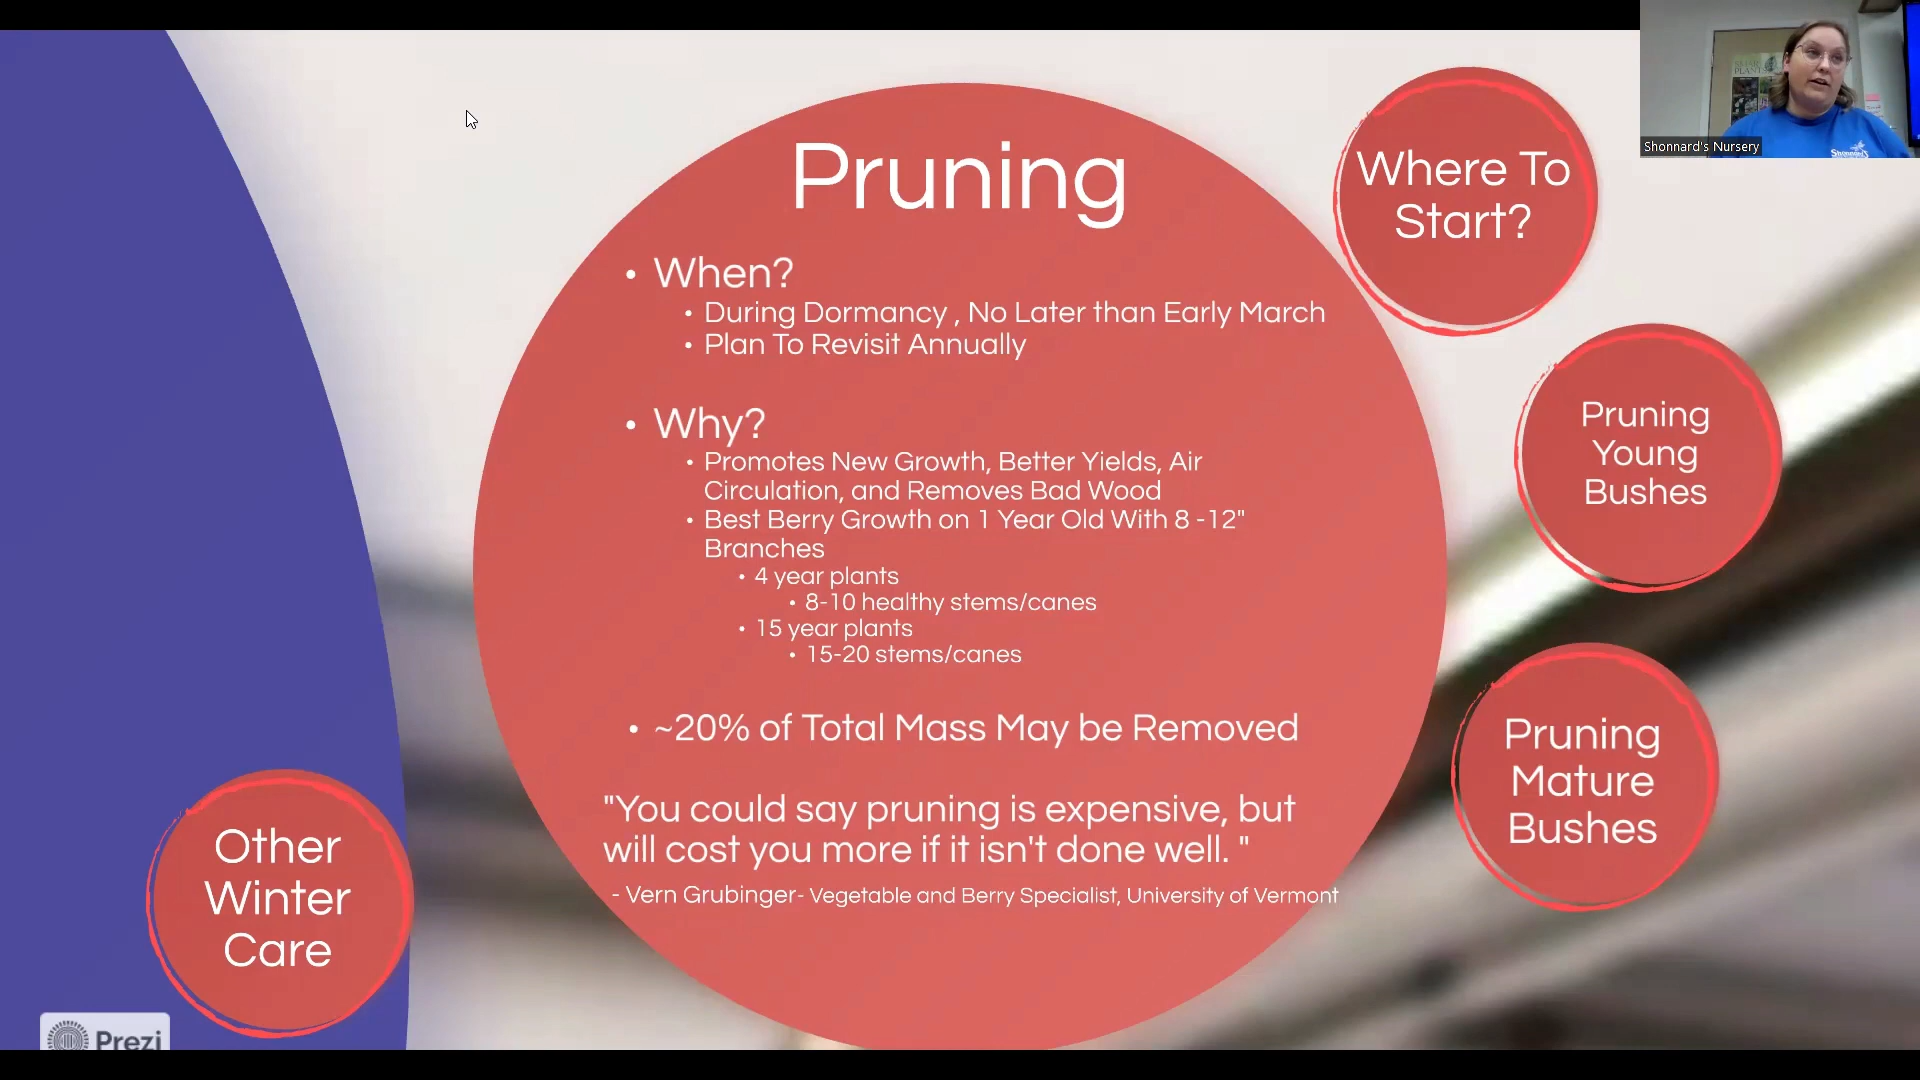 Pruning
• When?
• During Dormancy , No Later than Early March
• Plan To Revisit Annually
• Why?
• Promotes New Growth, Better Yields, Air
Circulation, and Removes Bad Wood
• Best Berry Growth on 1 Year Old With 8 -12"
Branches
• 4 year plants
• 8-10 healthy stems/canes
• 15 year plants
• 15-20 stems/canes
• ~20% of Total Mass May be Removed
"You could say pruning is expensive, but
will cost you more if it isn't done well. "
- Vern Grubinger- Vegetable and Berry Specialist, University of Vermont
Where To
Start?
Pruning
Young
Bushes
Pruning
Mature
Bushes
Other
Winter
Care
Prezi
Shonnard's Nursery